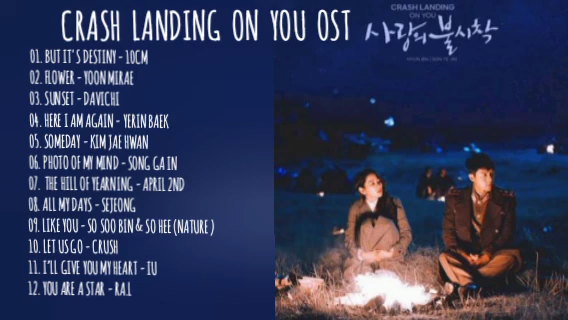 CRASH LANDING ON YOU OST
CRASH LANDING
ON YOU
사랑의 불시착
01. BUT IT'S DESTINY - 10CM
02. FLOWER - YOON MIRAE
03. SUNSET - DAVICHI
04. HERE I AM AGAIN - YERIN BAEK
05. SOMEDAY - KIM JAE HWAN
06. PHOTO OF MY MIND - SONG GA IN
07. THE HILL OF YEARNING - APRIL 2ND
08. ALL MY DAYS - SEJEONG
09. LIKE YOU - SO SOO BIN & SO HEE (NATURE )
10. LET US GO - CRUSH
11. I'LL GIVE YOU MY HEART - IU
12. YOU ARE A STAR - RA.L